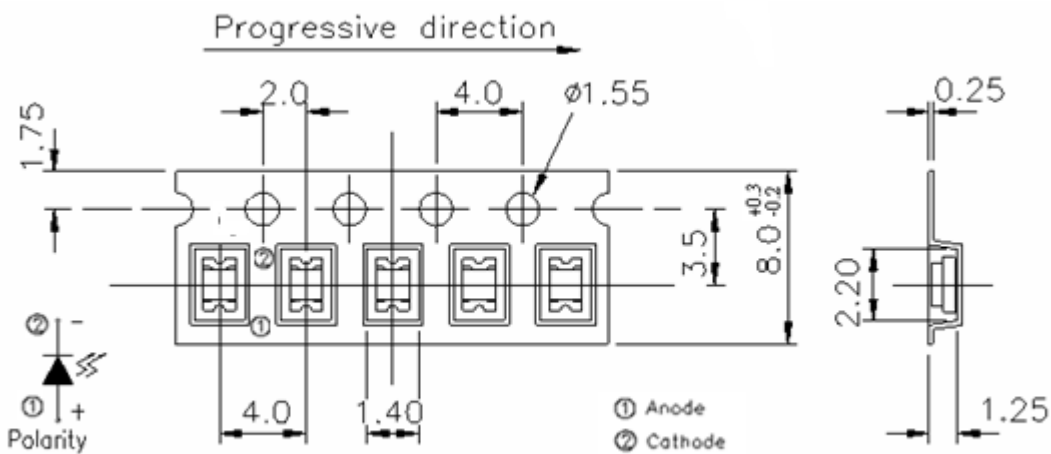 Progressive direction
2.0
4.0
ø1.55
0.25
1.75
3.5
8.0 +0.3 -0.2
2.20
②
①
② -
① +
Polarity
4.0
1.40
① Anode
② Cathode
1.25